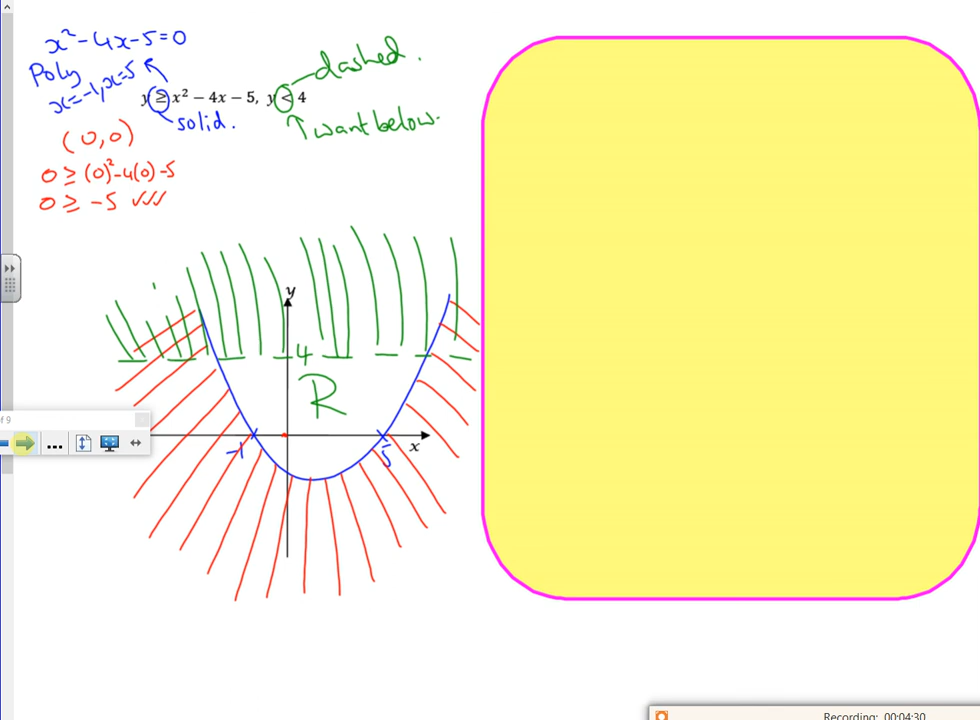 x² - 4x - 5 = 0
Poly
x = -1, x = 5
dashed.
y ≥ x² − 4x − 5, y < 4
solid.
want below.
(0,0)
0 ≥ (0)² - 4(0) - 5
0 ≥ -5 ✓✓✓
y
4
R
-1
5
x
of 9
...
Recording: 00:04:30